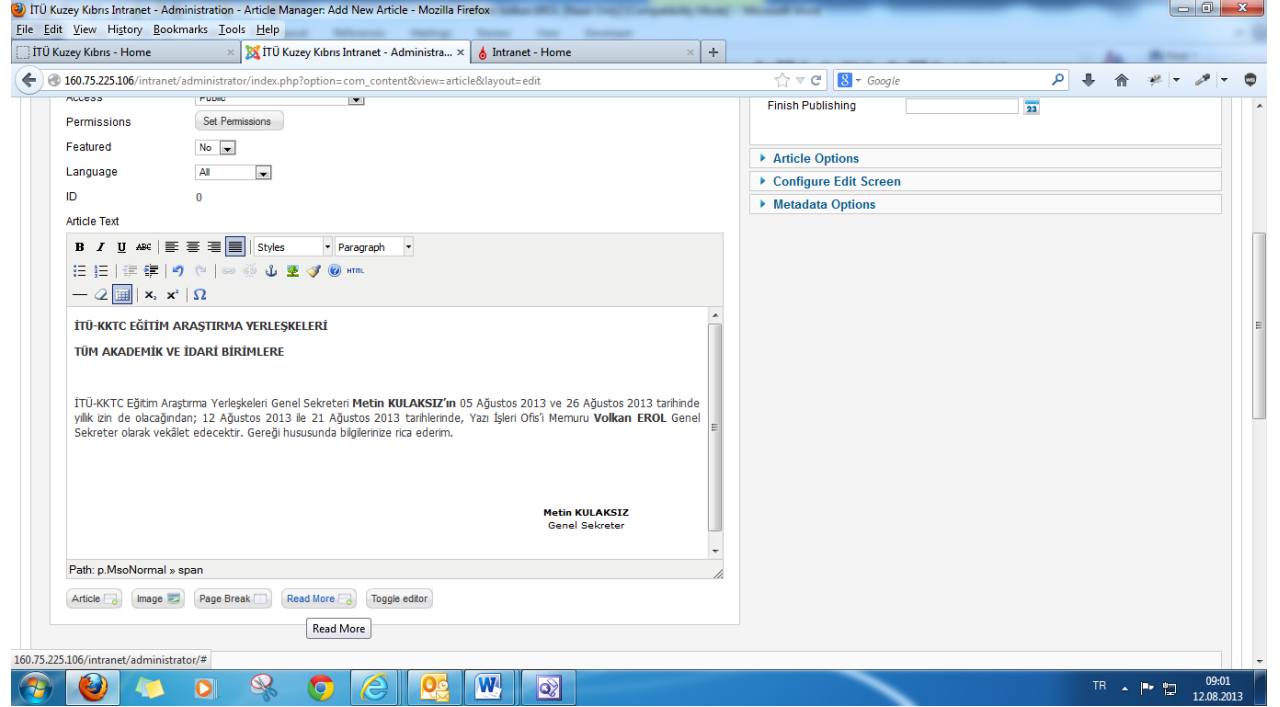 İTÜ Kuzey Kıbrıs Intranet - Administration - Article Manager: Add New Article - Mozilla Firefox
File Edit View History Bookmarks Tools Help
İTÜ Kuzey Kıbrıs - Home × İTÜ Kuzey Kıbrıs Intranet - Administra... × Intranet - Home × +
160.75.225.106/intranet/administrator/index.php?option=com_content&view=article&layout=edit Google
Access Public
Finish Publishing 23
Permissions Set Permissions
Featured No
Article Options
Language All
Configure Edit Screen
ID 0
Metadata Options
Article Text
B I U ABC Styles Paragraph
HTML
x₂ x² Ω
İTÜ-KKTC EĞİTİM ARAŞTIRMA YERLEŞKELERİ
TÜM AKADEMİK VE İDARİ BİRİMLERE
İTÜ-KKTC Eğitim Araştırma Yerleşkeleri Genel Sekreteri Metin KULAKSIZ’ın 05 Ağustos 2013 ve 26 Ağustos 2013 tarihinde
yıllık izin de olacağından; 12 Ağustos 2013 ile 21 Ağustos 2013 tarihlerinde, Yazı İşleri Ofis’i Memuru Volkan EROL Genel
Sekreter olarak vekâlet edecektir. Gereği hususunda bilgilerinize rica ederim.
Metin KULAKSIZ
Genel Sekreter
Path: p.MsoNormal » span
Article Image Page Break Read More Toggle editor
Read More
160.75.225.106/intranet/administrator/#
TR 09:01
12.08.2013